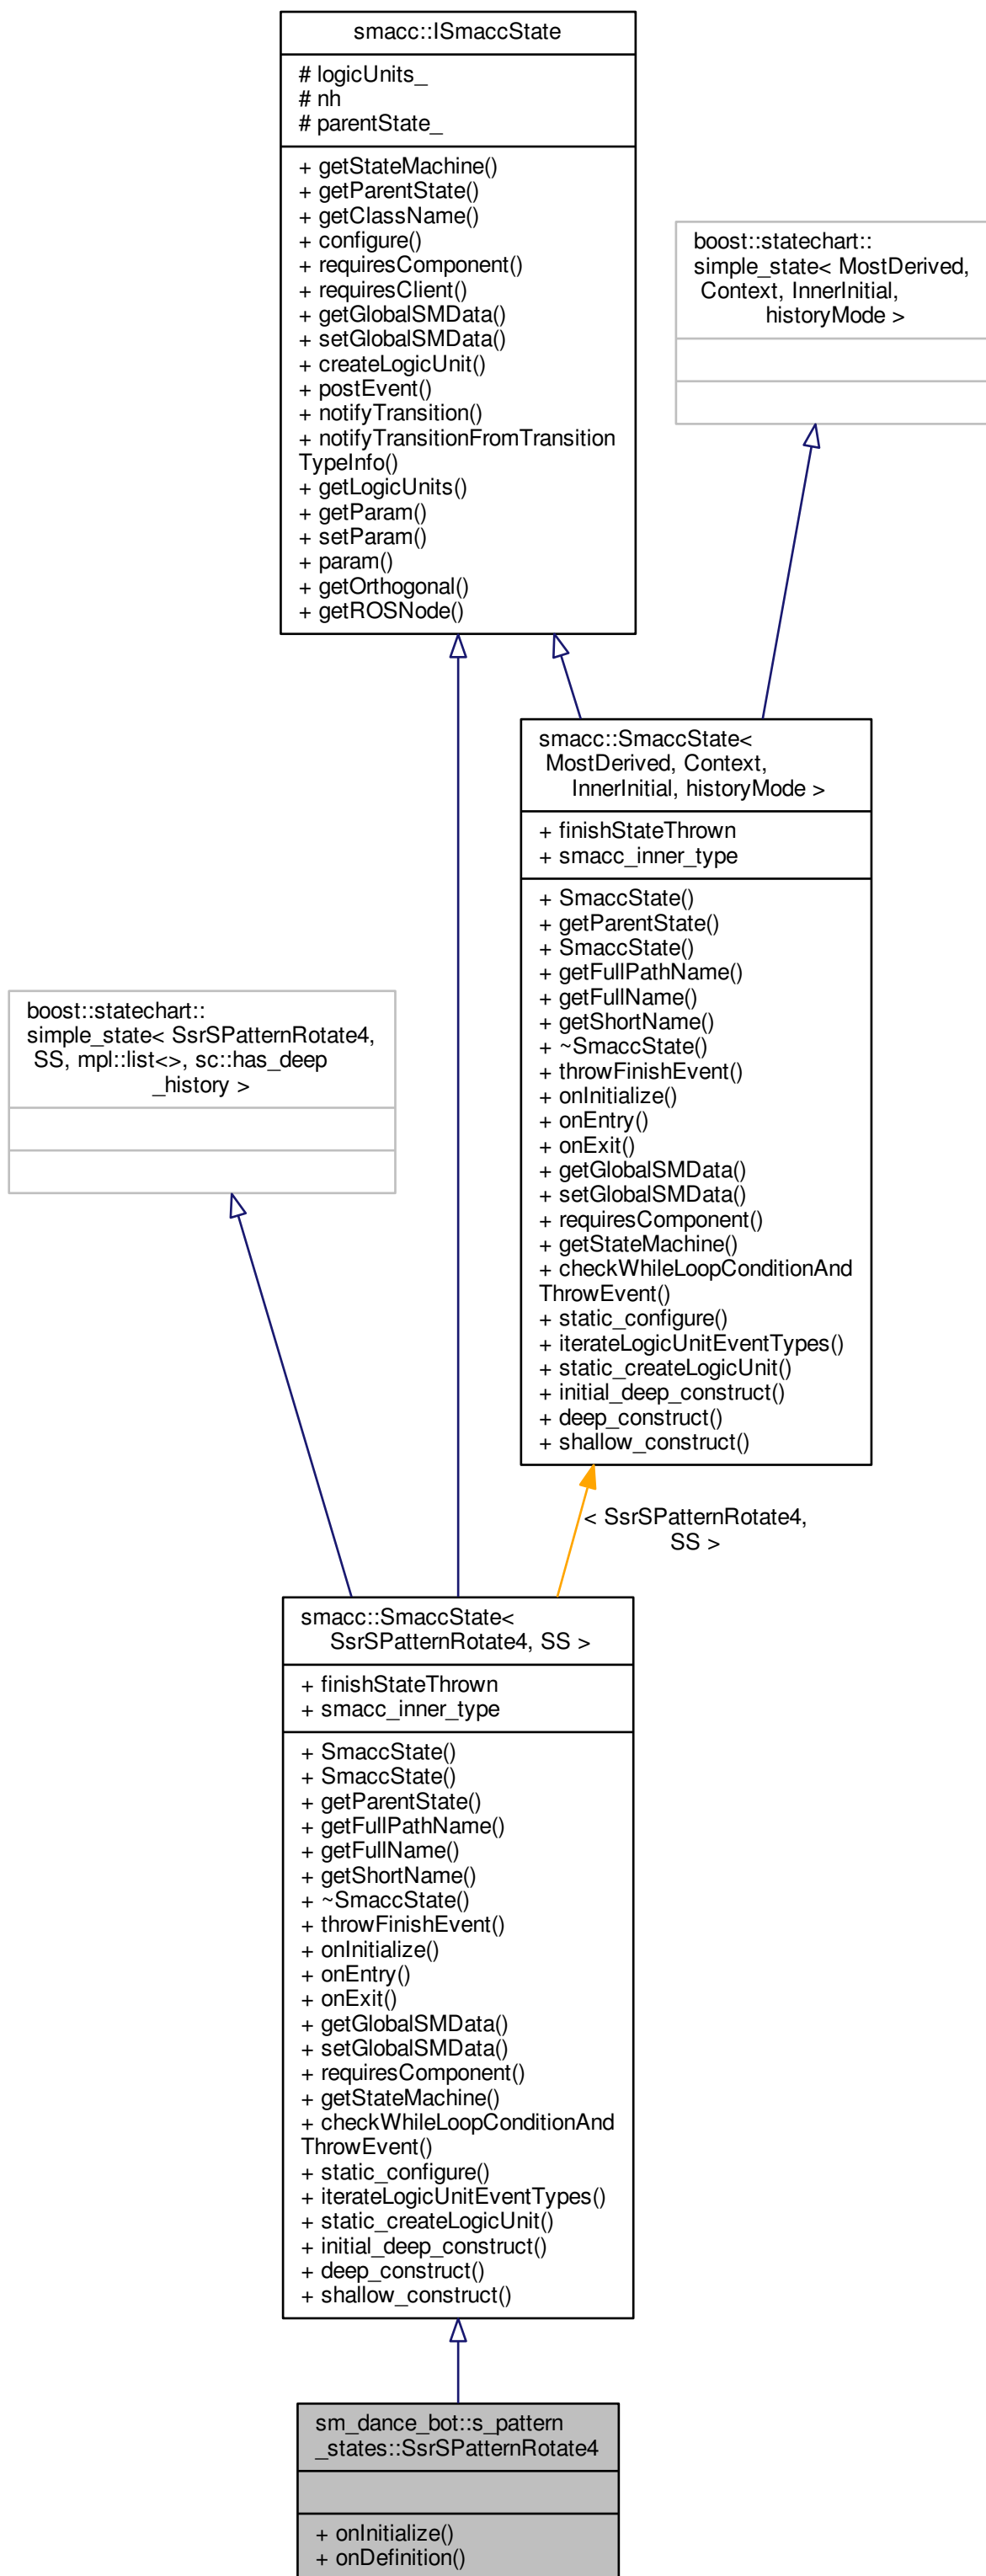 smacc::ISmaccState
# logicUnits_
# nh
# parentState_
+ getStateMachine()
+ getParentState()
+ getClassName()
+ configure()
+ requiresComponent()
+ requiresClient()
+ getGlobalSMData()
+ setGlobalSMData()
+ createLogicUnit()
+ postEvent()
+ notifyTransition()
+ notifyTransitionFromTransition
TypeInfo()
+ getLogicUnits()
+ getParam()
+ setParam()
+ param()
+ getOrthogonal()
+ getROSNode()
boost::statechart::
simple_state< MostDerived,
Context, InnerInitial,
historyMode >
smacc::SmaccState<
MostDerived, Context,
InnerInitial, historyMode >
+ finishStateThrown
+ smacc_inner_type
+ SmaccState()
+ getParentState()
+ SmaccState()
+ getFullPathName()
+ getFullName()
+ getShortName()
+ ~SmaccState()
+ throwFinishEvent()
+ onInitialize()
+ onEntry()
+ onExit()
+ getGlobalSMData()
+ setGlobalSMData()
+ requiresComponent()
+ getStateMachine()
+ checkWhileLoopConditionAnd
ThrowEvent()
+ static_configure()
+ iterateLogicUnitEventTypes()
+ static_createLogicUnit()
+ initial_deep_construct()
+ deep_construct()
+ shallow_construct()
boost::statechart::
simple_state< SsrSPatternRotate4,
SS, mpl::list<>, sc::has_deep
_history >
< SsrSPatternRotate4,
SS >
smacc::SmaccState<
SsrSPatternRotate4, SS >
+ finishStateThrown
+ smacc_inner_type
+ SmaccState()
+ SmaccState()
+ getParentState()
+ getFullPathName()
+ getFullName()
+ getShortName()
+ ~SmaccState()
+ throwFinishEvent()
+ onInitialize()
+ onEntry()
+ onExit()
+ getGlobalSMData()
+ setGlobalSMData()
+ requiresComponent()
+ getStateMachine()
+ checkWhileLoopConditionAnd
ThrowEvent()
+ static_configure()
+ iterateLogicUnitEventTypes()
+ static_createLogicUnit()
+ initial_deep_construct()
+ deep_construct()
+ shallow_construct()
sm_dance_bot::s_pattern
_states::SsrSPatternRotate4
+ onInitialize()
+ onDefinition()